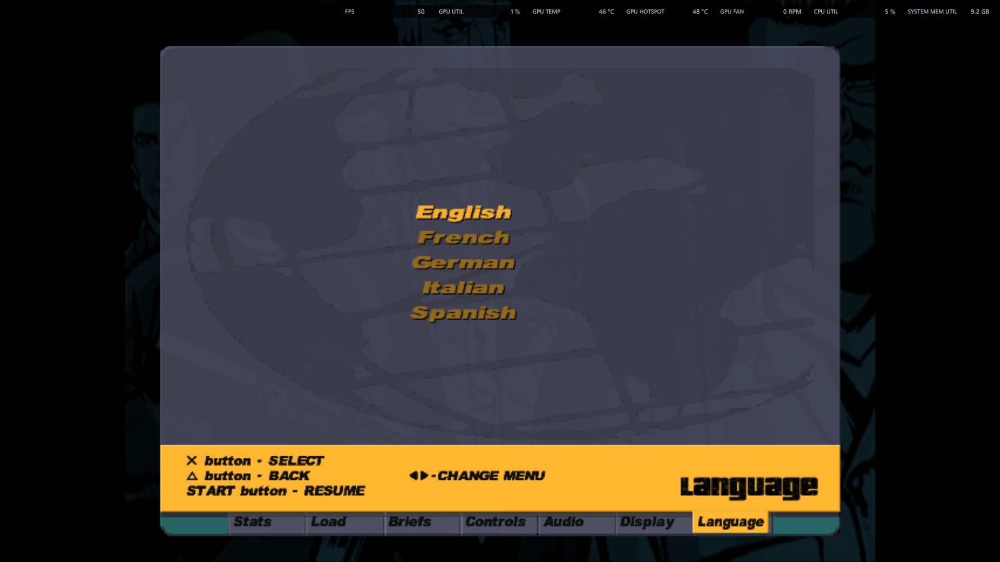 FPS 50 GPU UTIL 1 % GPU TEMP 46 °C GPU HOTSPOT 48 °C GPU FAN 0 RPM CPU UTIL 5 % SYSTEM MEM UTIL 9.2 GB
English
French
German
Italian
Spanish
✕ button - SELECT
△ button - BACK
◀▶-CHANGE MENU
START button - RESUME
Language
Stats Load Briefs Controls Audio Display Language